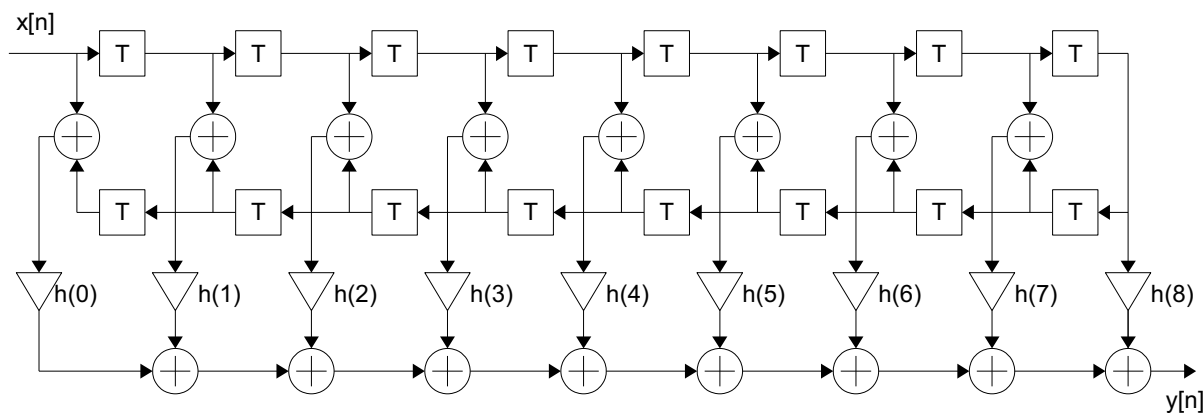 x[n]
T T T T T T T T
T T T T T T T T
h(0) h(1) h(2) h(3) h(4) h(5) h(6) h(7) h(8)
y[n]